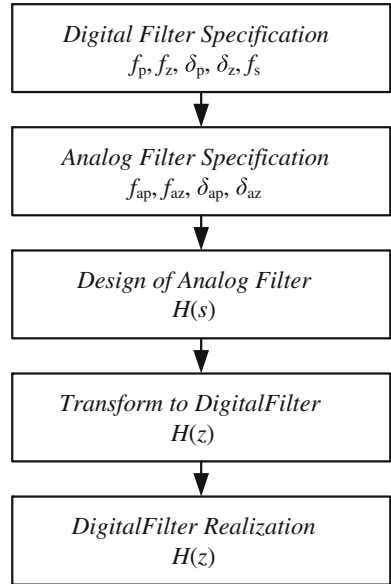 Digital Filter Specification
fp, fz, δp, δz, fs
Analog Filter Specification
fap, faz, δap, δaz
Design of Analog Filter
H(s)
Transform to DigitalFilter
H(z)
DigitalFilter Realization
H(z)